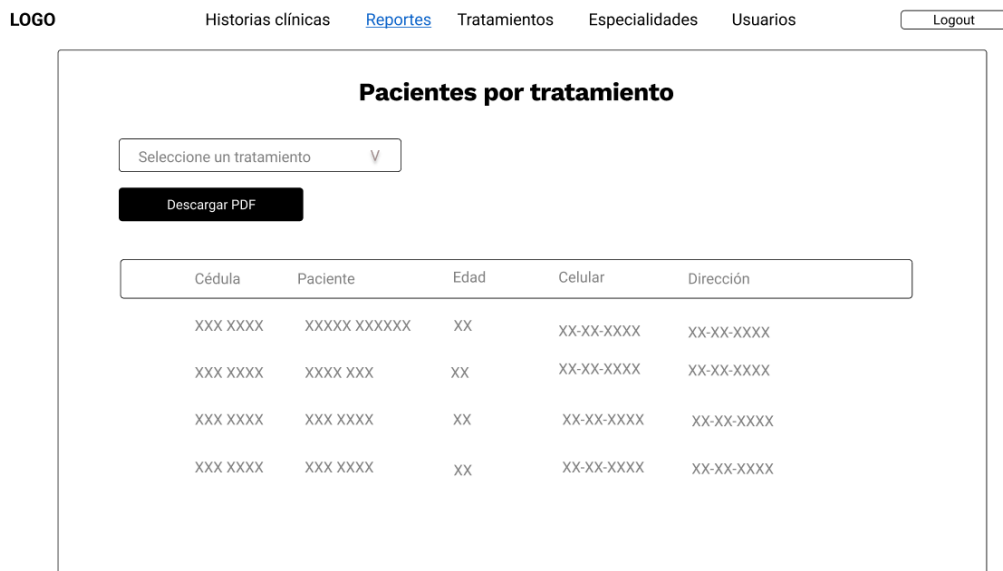 LOGO Historias clínicas Reportes Tratamientos Especialidades Usuarios Logout
Pacientes por tratamiento
Seleccione un tratamiento V
Descargar PDF
Cédula Paciente Edad Celular Dirección
XXX XXXX XXXXX XXXXXX XX XX-XX-XXXX XX-XX-XXXX
XXX XXXX XXXX XXX XX XX-XX-XXXX XX-XX-XXXX
XXX XXXX XXX XXXX XX XX-XX-XXXX XX-XX-XXXX
XXX XXXX XXX XXXX XX XX-XX-XXXX XX-XX-XXXX